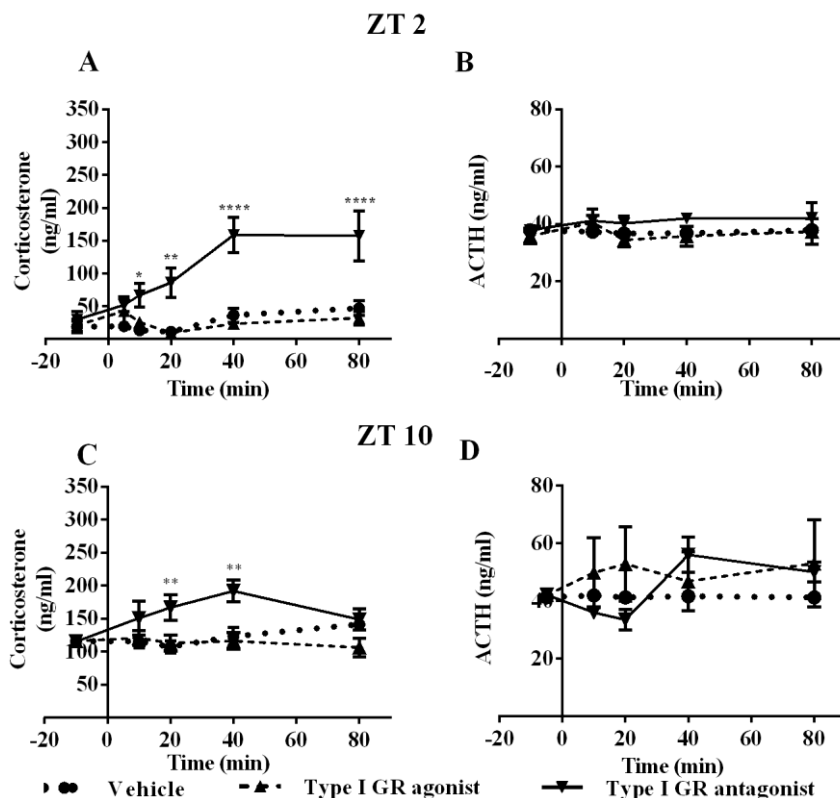 ZT 2
A
B
350
300
250
200
150
100
50
Corticosterone
(ng/ml)
*
**
****
****
-20 0 20 40 60 80
Time (min)
80
60
40
20
ACTH (ng/ml)
-20 0 20 40 60 80
Time (min)
ZT 10
C
D
350
300
250
200
150
100
50
Corticosterone
(ng/ml)
**
**
-20 0 20 40 60 80
Time (min)
80
60
40
20
ACTH (ng/ml)
-20 0 20 40 60 80
Time (min)
Vehicle Type I GR agonist Type I GR antagonist